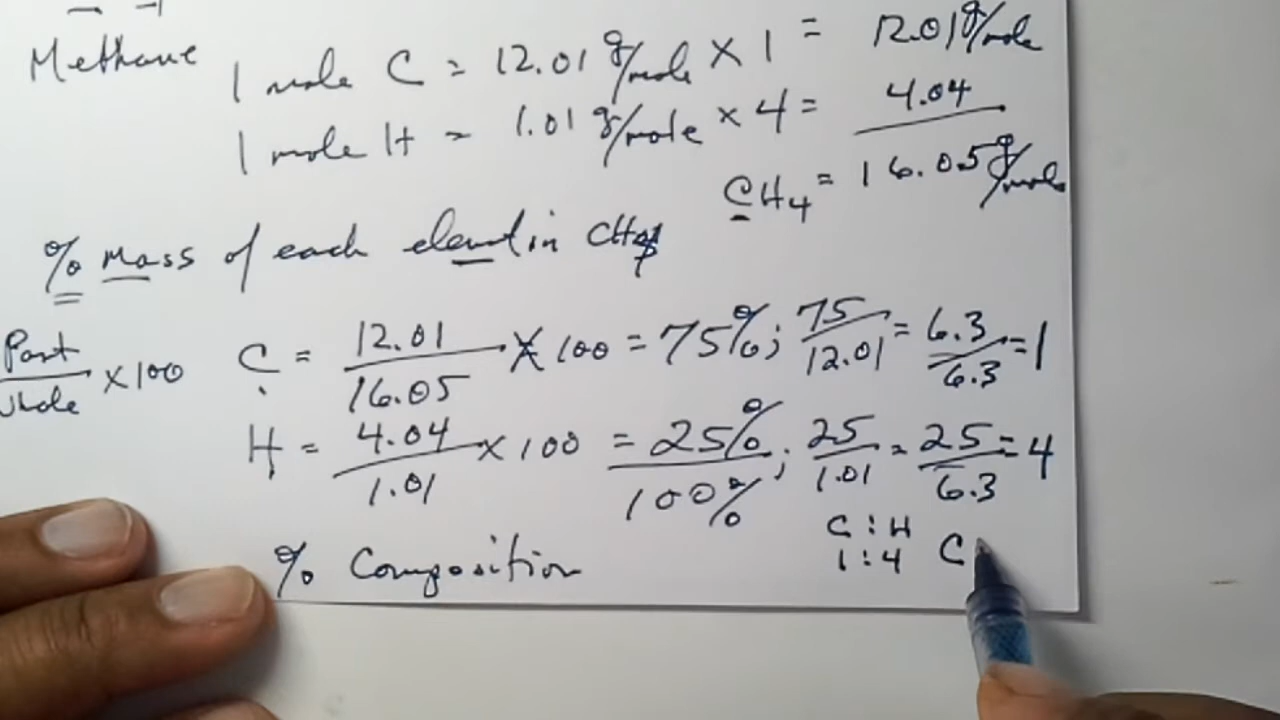 Methane
1 mole C = 12.01 g/mole × 1 = 12.01 g/mole
1 mole H = 1.01 g/mole × 4 = 4.04
CH4 = 16.05 g/mole
% Mass of each element in CH4
Part/whole × 100
C = 12.01/16.05 × 100 = 75%; 75/12.01 = 6.3/6.3 = 1
H = 4.04/1.01 × 100 = 25%; 25/1.01 = 25/6.3 = 4
100%
C : H
1 : 4 C
% Composition